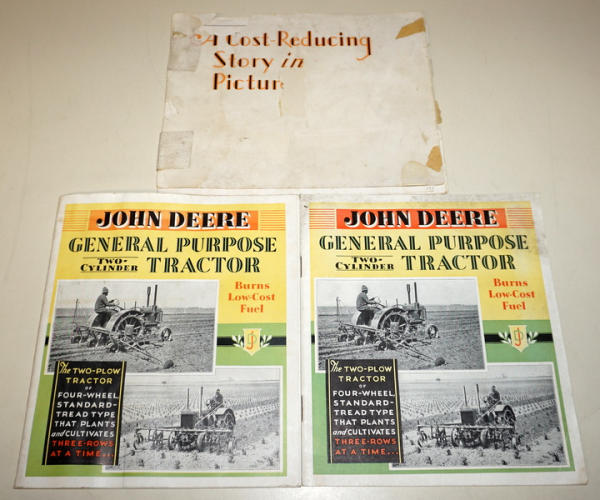 A Cost-Reducing
Story in
Pictur
JOHN DEERE
GENERAL PURPOSE
TWO-
CYLINDER TRACTOR
Burns
Low-Cost
Fuel
The TWO-PLOW
TRACTOR
OF
FOUR-WHEEL
STANDARD-
TREAD TYPE
THAT PLANTS
and CULTIVATES
THREE-ROWS
AT A TIME...
JOHN DEERE
GENERAL PURPOSE
TWO-
CYLINDER TRACTOR
Burns
Low-Cost
Fuel
The TWO-PLOW
TRACTOR
OF
FOUR-WHEEL
STANDARD-
TREAD TYPE
THAT PLANTS
and CULTIVATES
THREE-ROWS
AT A TIME...